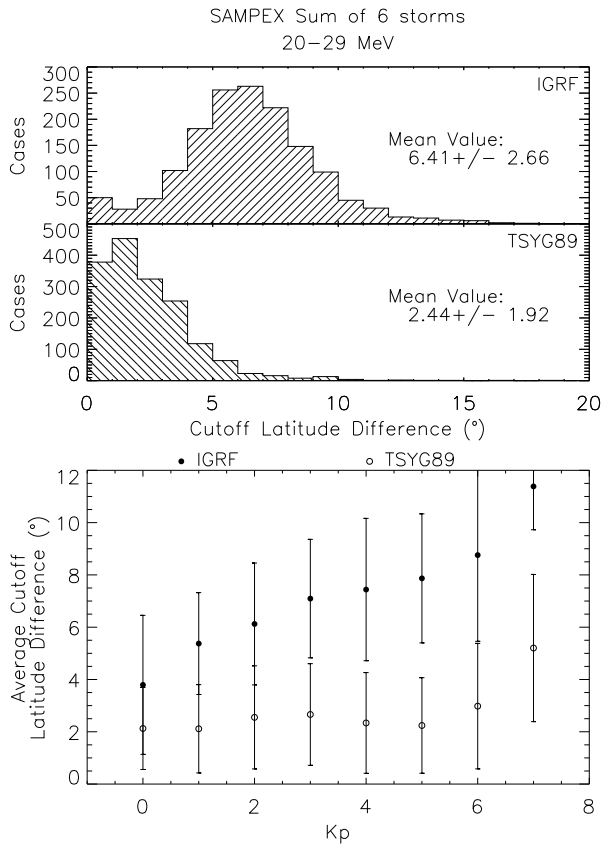 SAMPEX Sum of 6 storms
20-29 MeV
300
250
200
150
100
50
Cases
IGRF
Mean Value:
6.41+/- 2.66
500
400
300
200
100
0
Cases
TSYG89
Mean Value:
2.44+/- 1.92
0 5 10 15 20
Cutoff Latitude Difference (°)
IGRF TSYG89
12
10
8
6
4
2
0
Average Cutoff
Latitude Difference (°)
0 2 4 6 8
Kp